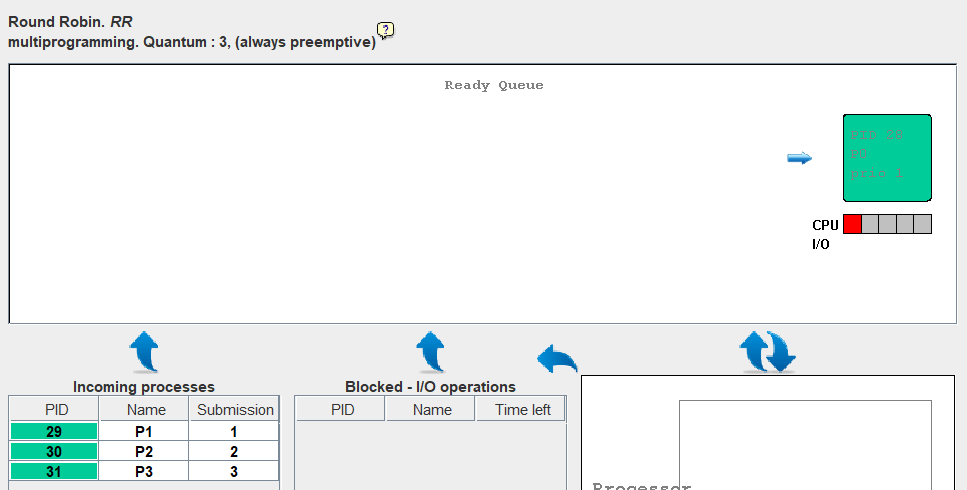 Round Robin. RR
multiprogramming. Quantum : 3, (always preemptive)
?
Ready Queue
pid 28
prio 1
CPU
I/O
Incoming processes
PID Name Submission
29 P1 1
30 P2 2
31 P3 3
Blocked - I/O operations
PID Name Time left
Processor